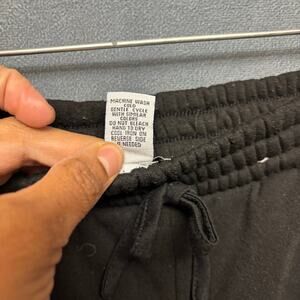 MACHINE WASH
COLD
GENTLE CYCLE
WITH SIMILAR
COLORS
DO NOT BLEACH
HANG TO DRY
COOL IRON ON
REVERSE SIDE
NEEDED